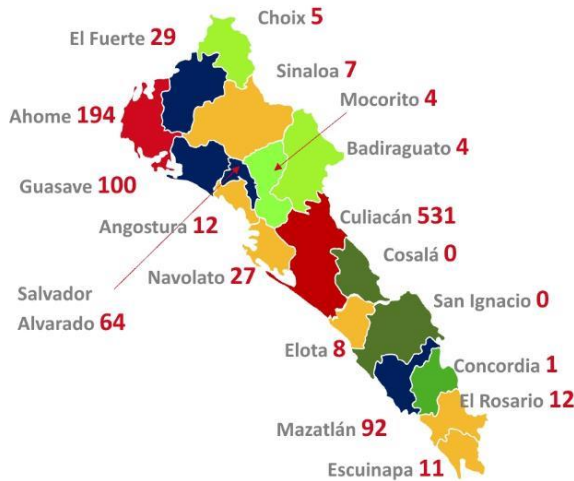 Choix 5
El Fuerte 29
Sinaloa 7
Mocorito 4
Ahome 194
Badiraguato 4
Guasave 100
Culiacán 531
Angostura 12
Cosalá 0
Navolato 27
Salvador
Alvarado 64
San Ignacio 0
Elota 8
Concordia 1
El Rosario 12
Mazatlán 92
Escuinapa 11